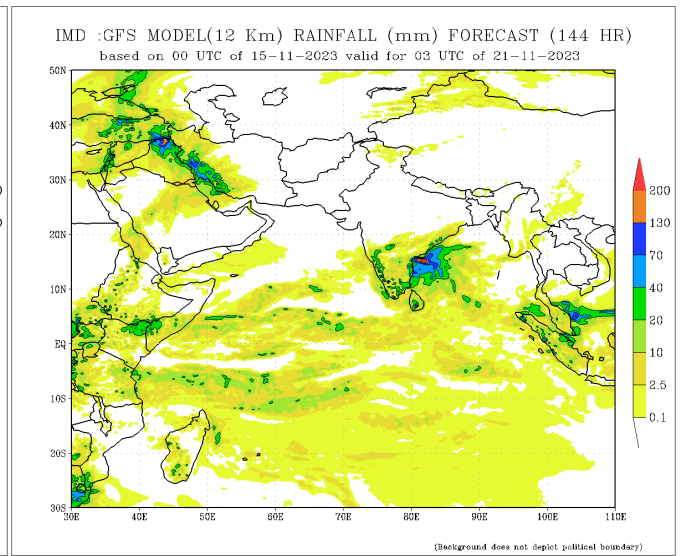 IMD :GFS MODEL(12 Km) RAINFALL (mm) FORECAST (144 HR)
based on 00 UTC of 15-11-2023 valid for 03 UTC of 21-11-2023
50N
40N
30N
20N
10N
EQ
10S
20S
30S
30E 40E 50E 60E 70E 80E 90E 100E 110E
200
130
70
40
20
10
2.5
0.1
(Background does not depict political boundary)